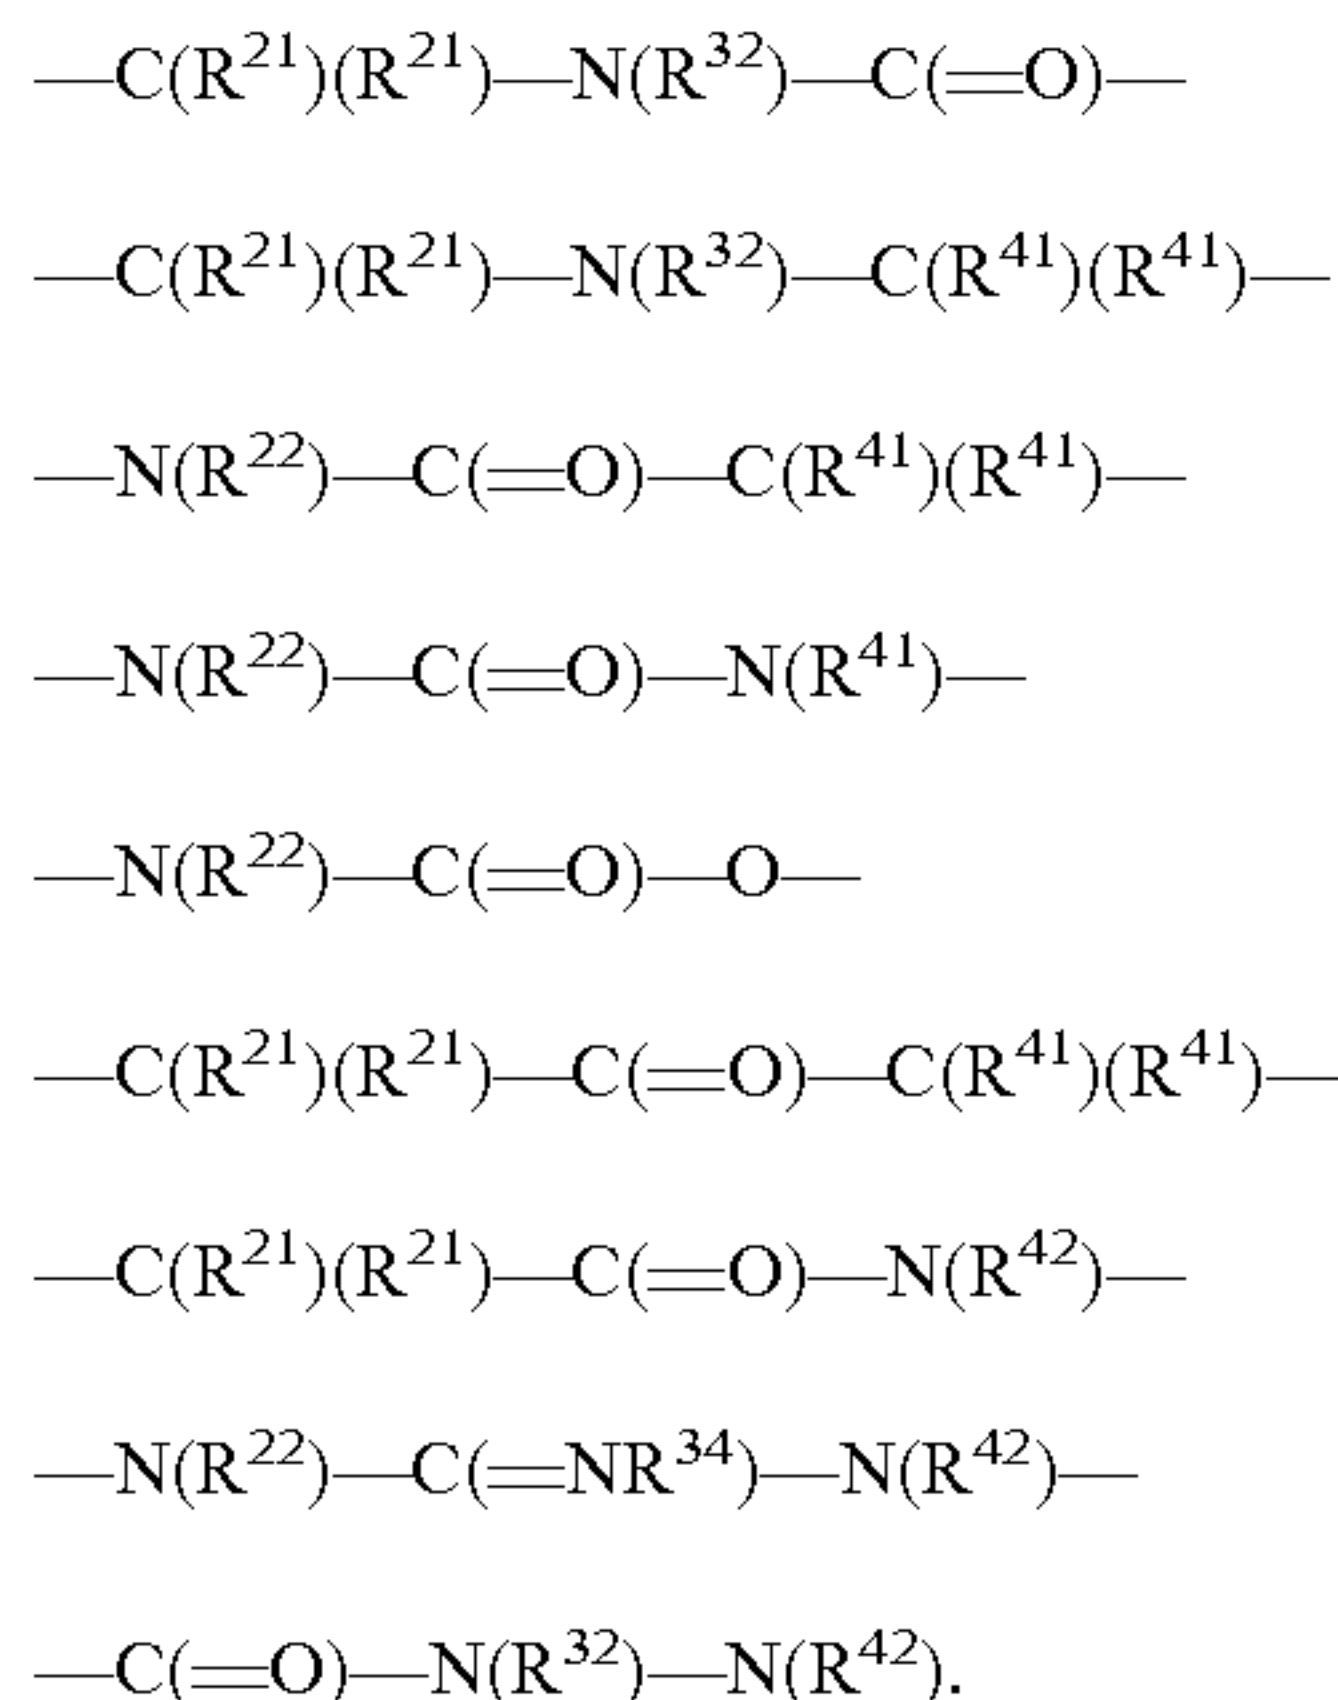 —C(R²¹)(R²¹)—N(R³²)—C(=O)—
—C(R²¹)(R²¹)—N(R³²)—C(R⁴¹)(R⁴¹)—
—N(R²²)—C(=O)—C(R⁴¹)(R⁴¹)—
—N(R²²)—C(=O)—N(R⁴¹)—
—N(R²²)—C(=O)—O—
—C(R²¹)(R²¹)—C(=O)—C(R⁴¹)(R⁴¹)—
—C(R²¹)(R²¹)—C(=O)—N(R⁴²)—
—N(R²²)—C(=NR³⁴)—N(R⁴²)—
—C(=O)—N(R³²)—N(R⁴²).